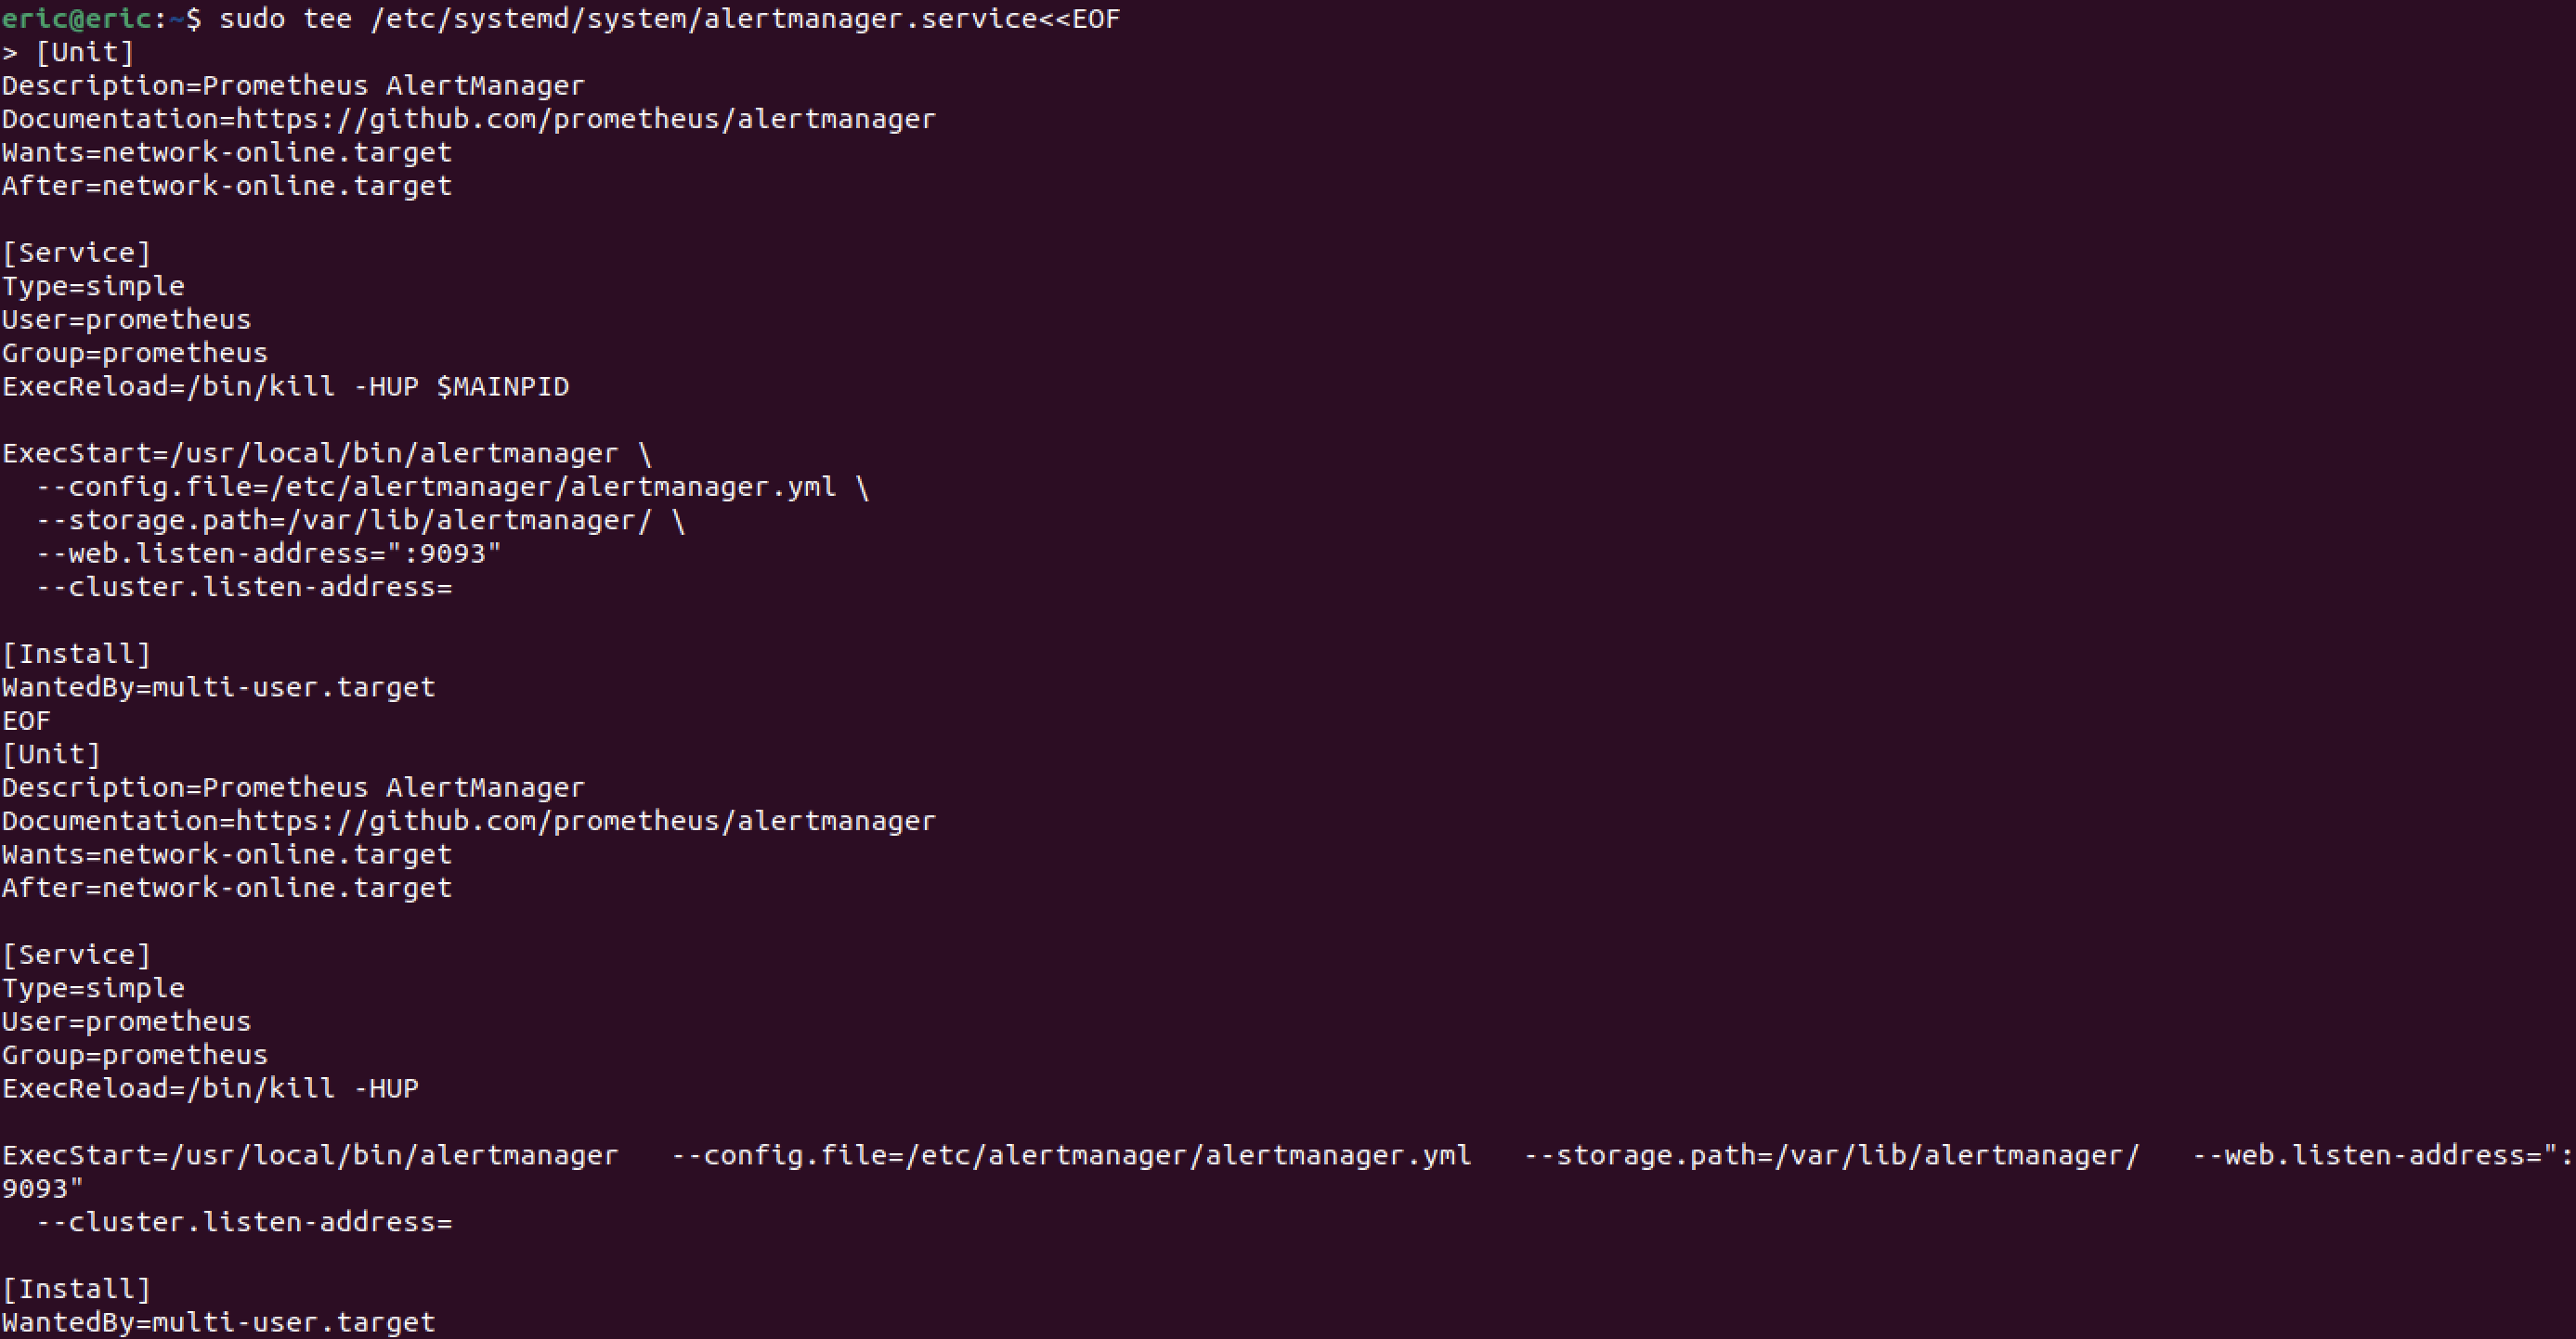 eric@eric:~$ sudo tee /etc/systemd/system/alertmanager.service<<EOF
> [Unit]
Description=Prometheus AlertManager
Documentation=https://github.com/prometheus/alertmanager
Wants=network-online.target
After=network-online.target

[Service]
Type=simple
User=prometheus
Group=prometheus
ExecReload=/bin/kill -HUP $MAINPID

ExecStart=/usr/local/bin/alertmanager \
  --config.file=/etc/alertmanager/alertmanager.yml \
  --storage.path=/var/lib/alertmanager/ \
  --web.listen-address=":9093"
  --cluster.listen-address=

[Install]
WantedBy=multi-user.target
EOF
[Unit]
Description=Prometheus AlertManager
Documentation=https://github.com/prometheus/alertmanager
Wants=network-online.target
After=network-online.target

[Service]
Type=simple
User=prometheus
Group=prometheus
ExecReload=/bin/kill -HUP

ExecStart=/usr/local/bin/alertmanager   --config.file=/etc/alertmanager/alertmanager.yml   --storage.path=/var/lib/alertmanager/   --web.listen-address=":
9093"
  --cluster.listen-address=

[Install]
WantedBy=multi-user.target